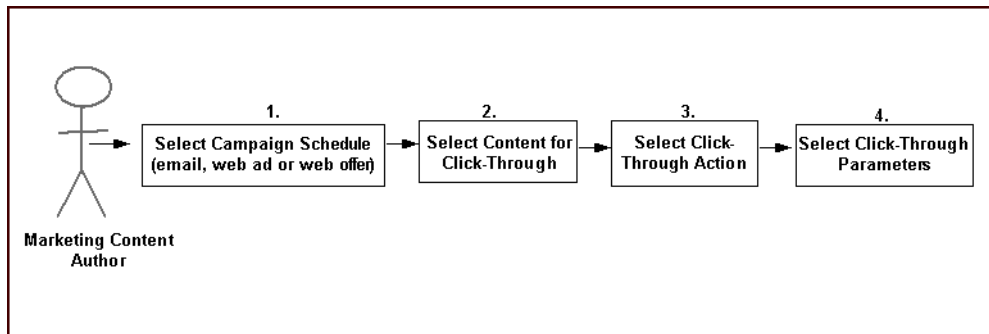 1.
Select Campaign Schedule
(email, web ad or web offer)
2.
Select Content for
Click-Through
3.
Select Click-
Through Action
4.
Select Click-Through
Parameters
Marketing Content
Author